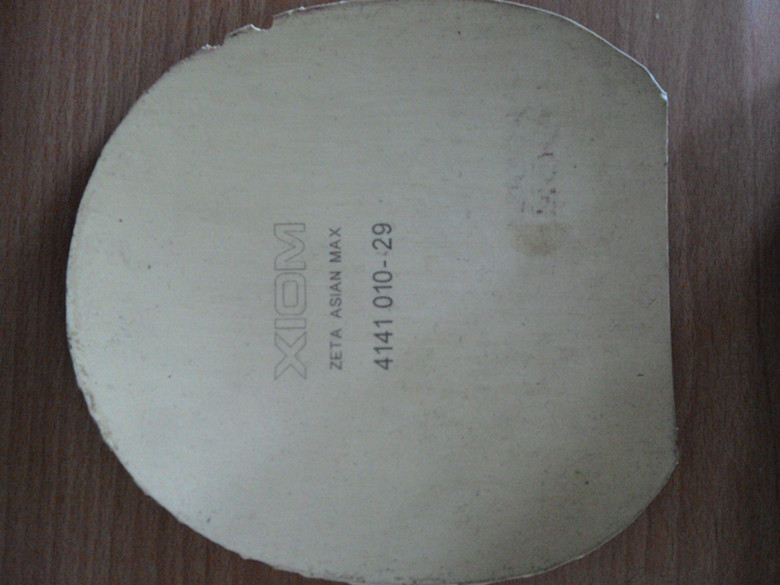 XIOM
ZETA ASIAN MAX
4141 010-29